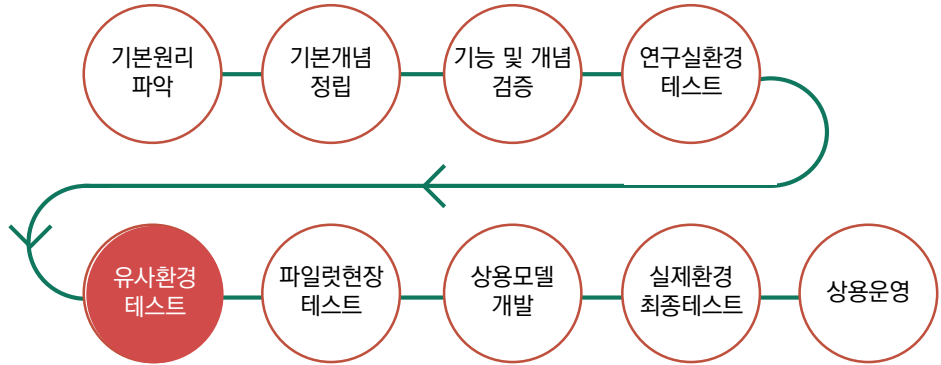 기본원리
파악
기본개념
정립
기능 및 개념
검증
연구실환경
테스트
유사환경
테스트
파일럿현장
테스트
상용모델
개발
실제환경
최종테스트
상용운영